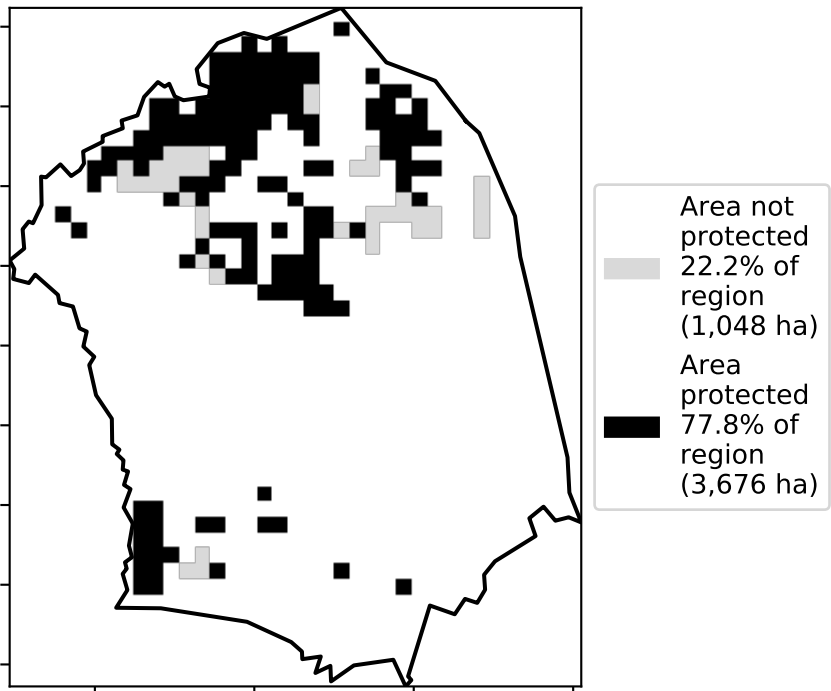 Area not
protected
22.2% of
region
(1,048 ha)
Area
protected
77.8% of
region
(3,676 ha)